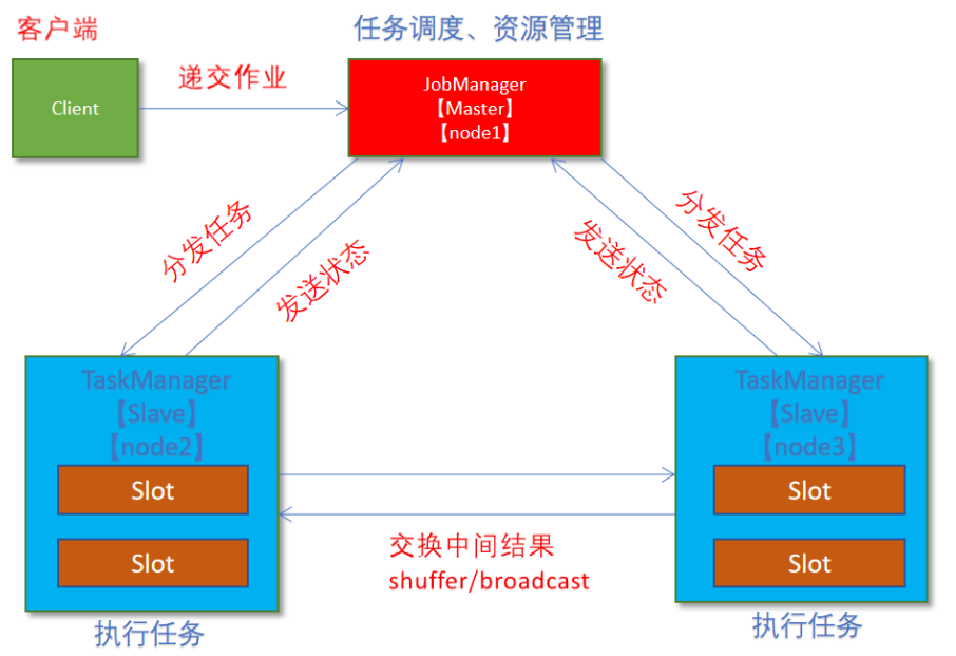 客户端
任务调度、资源管理
Client
递交作业
JobManager
【Master】
【node1】
分发任务
发送状态
发送状态
分发任务
TaskManager
【Slave】
【node2】
Slot
Slot
执行任务
交换中间结果
shuffer/broadcast
TaskManager
【Slave】
【node3】
Slot
Slot
执行任务